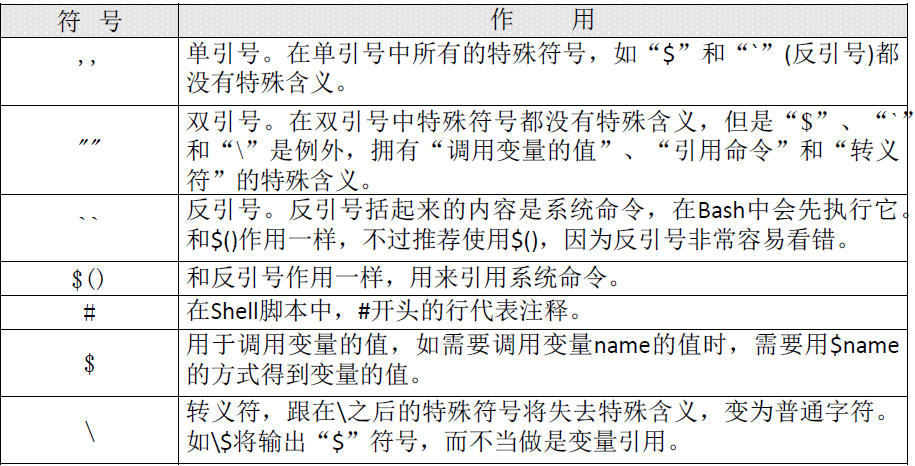 符 号 作 用
’’ 单引号。在单引号中所有的特殊符号，如“$”和“`”(反引号)都
没有特殊含义。
"" 双引号。在双引号中特殊符号都没有特殊含义，但是“$”、“`”
和“\”是例外，拥有“调用变量的值”、“引用命令”和“转义
符”的特殊含义。
`` 反引号。反引号括起来的内容是系统命令，在Bash中会先执行它。
和$()作用一样，不过推荐使用$()，因为反引号非常容易看错。
$() 和反引号作用一样，用来引用系统命令。
# 在Shell脚本中，#开头的行代表注释。
$ 用于调用变量的值，如需要调用变量name的值时，需要用$name
的方式得到变量的值。
\ 转义符，跟在\之后的特殊符号将失去特殊含义，变为普通字符。
如\$将输出“$”符号，而不当做是变量引用。